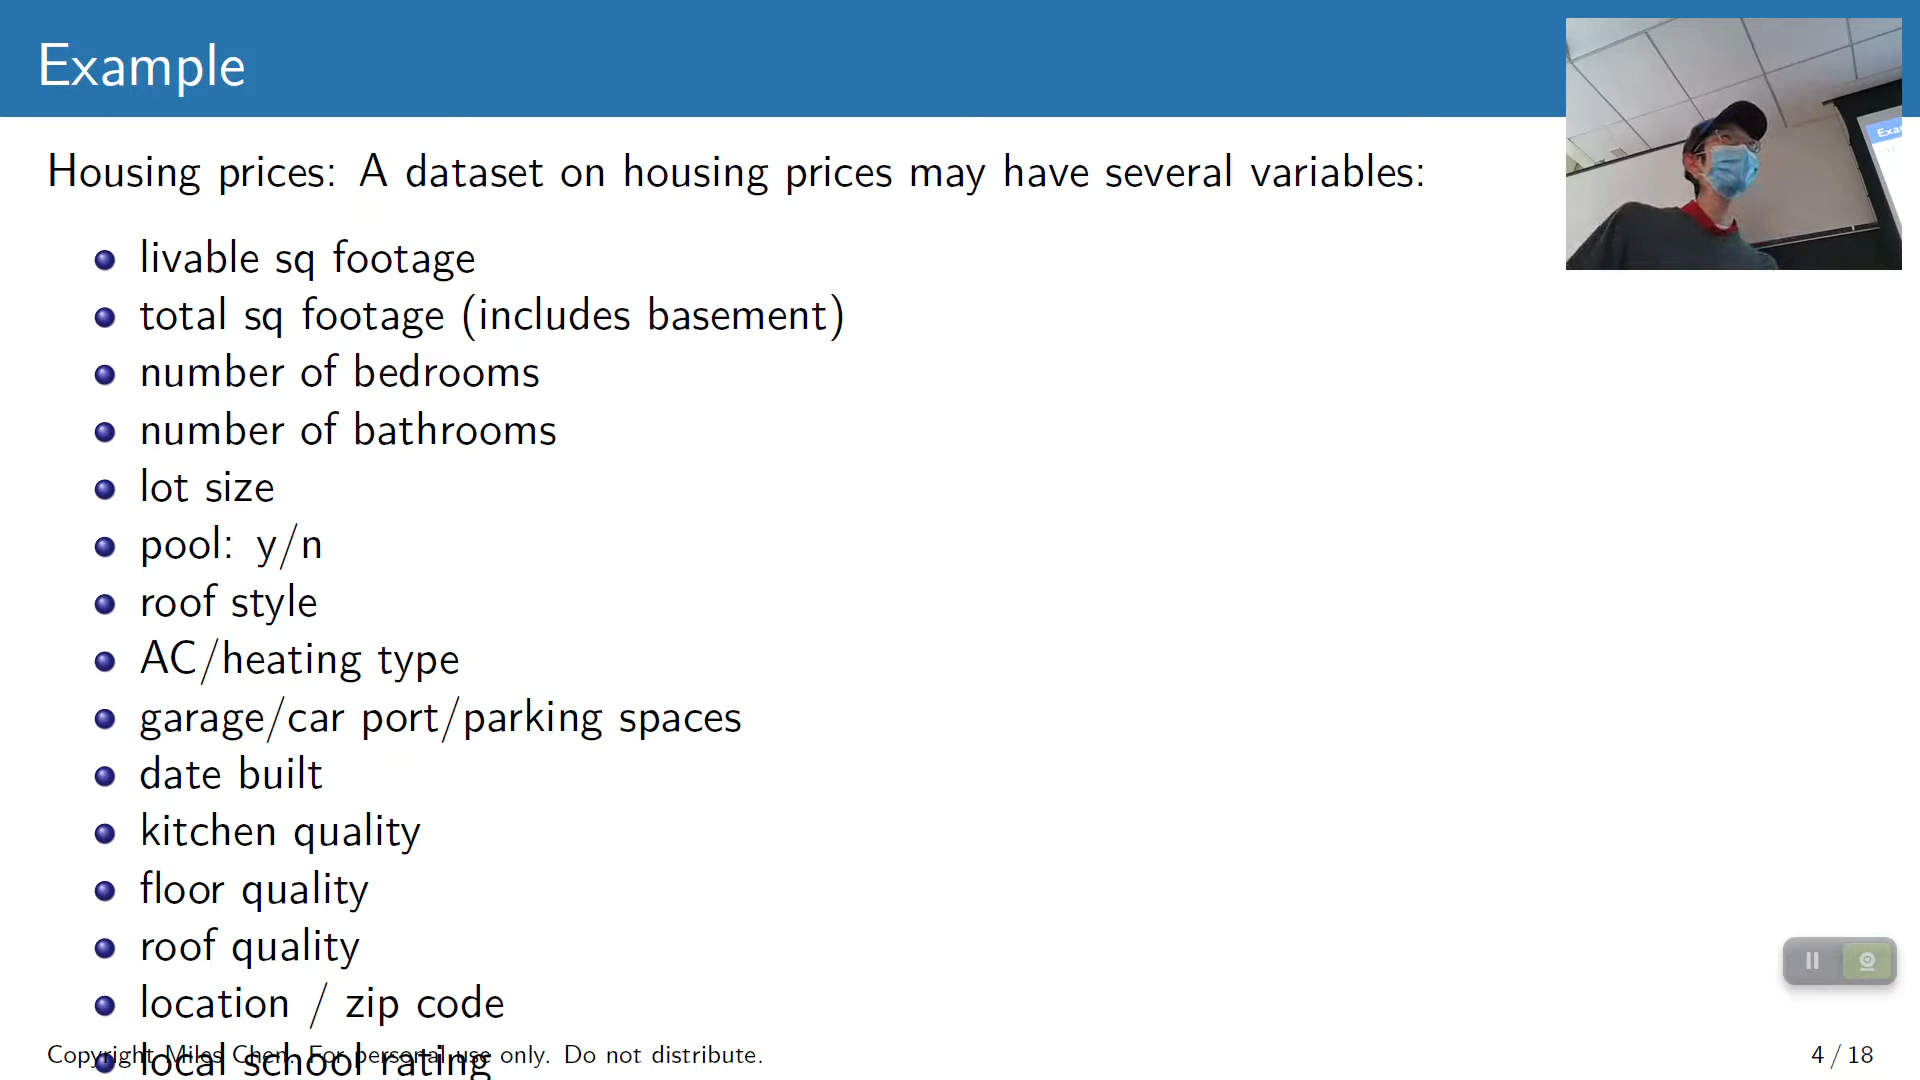 Example
Housing prices: A dataset on housing prices may have several variables:
livable sq footage
total sq footage (includes basement)
number of bedrooms
number of bathrooms
lot size
pool: y/n
roof style
AC/heating type
garage/car port/parking spaces
date built
kitchen quality
floor quality
roof quality
location / zip code
local school rating
Copyright Miles Chen. For personal use only. Do not distribute.
4 / 18
Exa